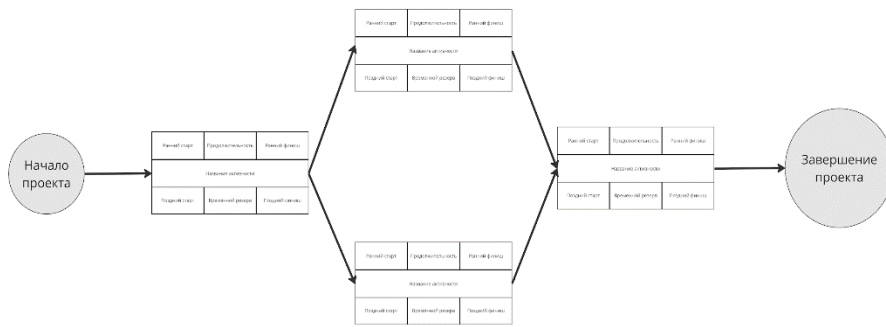 Ранний старт Продолжительность Ранний финиш
Название активности
Поздний старт Временной резерв Поздний финиш
Начало
проекта
Ранний старт Продолжительность Ранний финиш
Название активности
Поздний старт Временной резерв Поздний финиш
Ранний старт Продолжительность Ранний финиш
Название активности
Поздний старт Временной резерв Поздний финиш
Ранний старт Продолжительность Ранний финиш
Название активности
Поздний старт Временной резерв Поздний финиш
Завершение
проекта